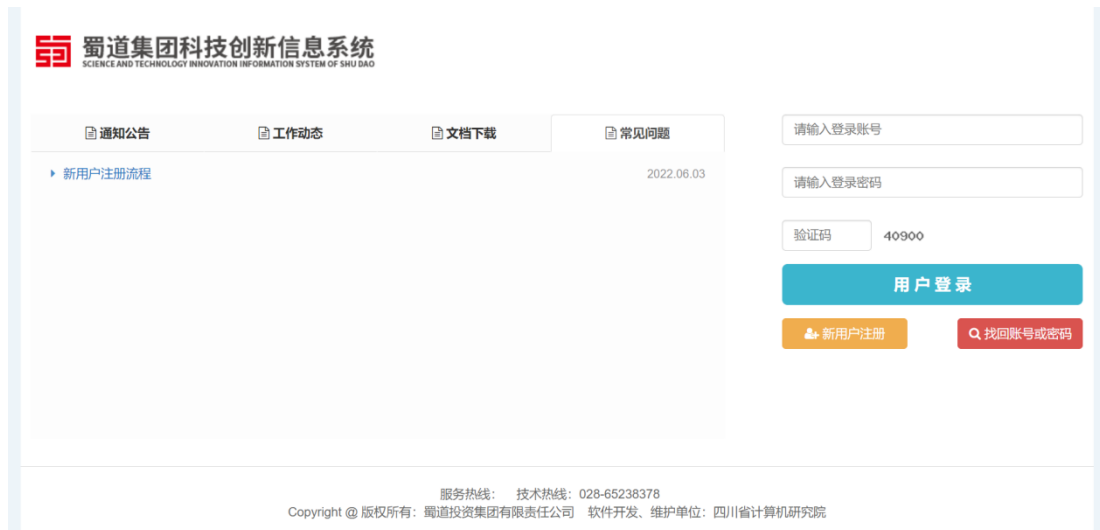 蜀道集团科技创新信息系统
SCIENCE AND TECHNOLOGY INNOVATION INFORMATION SYSTEM OF SHU DAO
通知公告 工作动态 文档下载 常见问题
新用户注册流程 2022.06.03
请输入登录账号
请输入登录密码
验证码 40900
用户登录
新用户注册 找回账号或密码
服务热线： 技术热线：028-65238378
Copyright @ 版权所有：蜀道投资集团有限责任公司 软件开发、维护单位：四川省计算机研究院